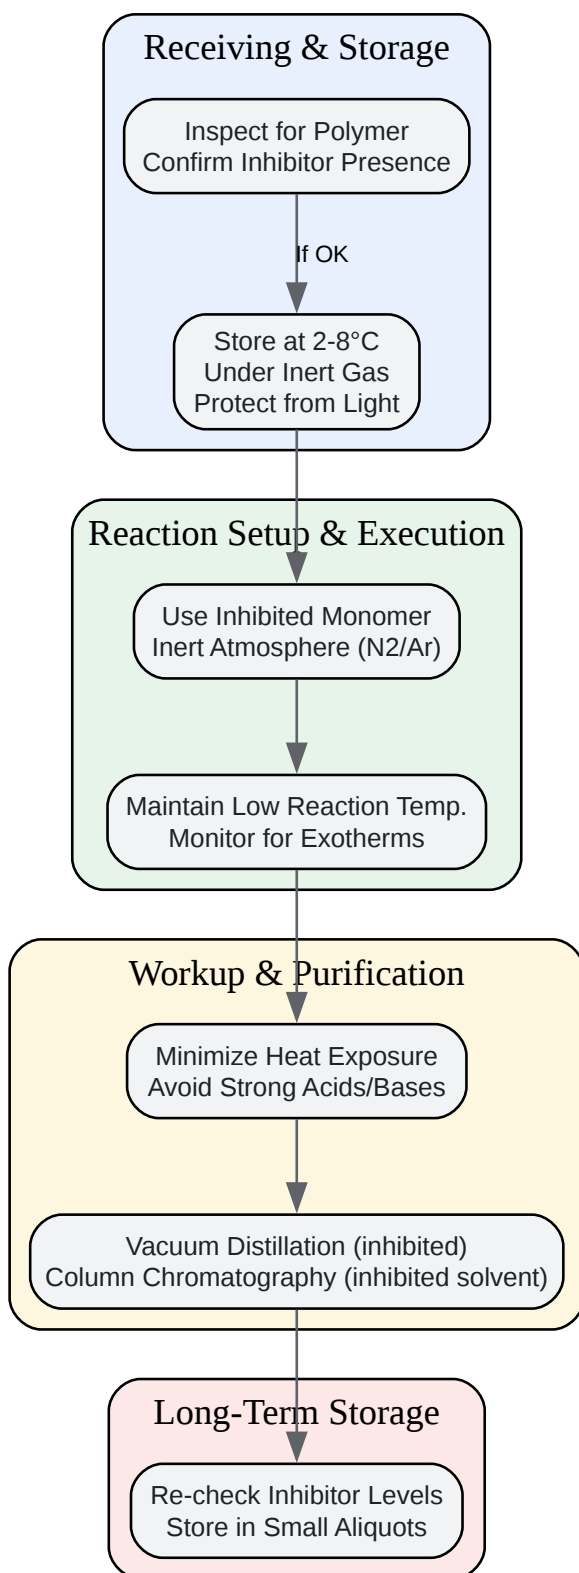 Receiving & Storage
Inspect for Polymer
Confirm Inhibitor Presence
If OK
Store at 2-8°C
Under Inert Gas
Protect from Light
Reaction Setup & Execution
Use Inhibited Monomer
Inert Atmosphere (N2/Ar)
Maintain Low Reaction Temp.
Monitor for Exotherms
Workup & Purification
Minimize Heat Exposure
Avoid Strong Acids/Bases
Vacuum Distillation (inhibited)
Column Chromatography (inhibited solvent)
Long-Term Storage
Re-check Inhibitor Levels
Store in Small Aliquots